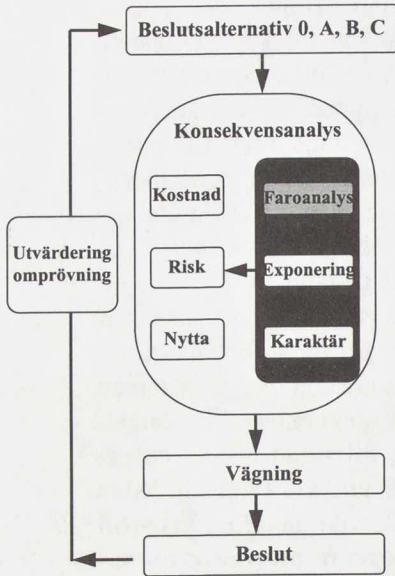 Beslutsalternativ 0, A, B, C
Konsekvensanalys
Kostnad
Faroanalys
Utvärdering
omprövning
Risk
Exponering
Nytta
Karaktär
Vägning
Beslut